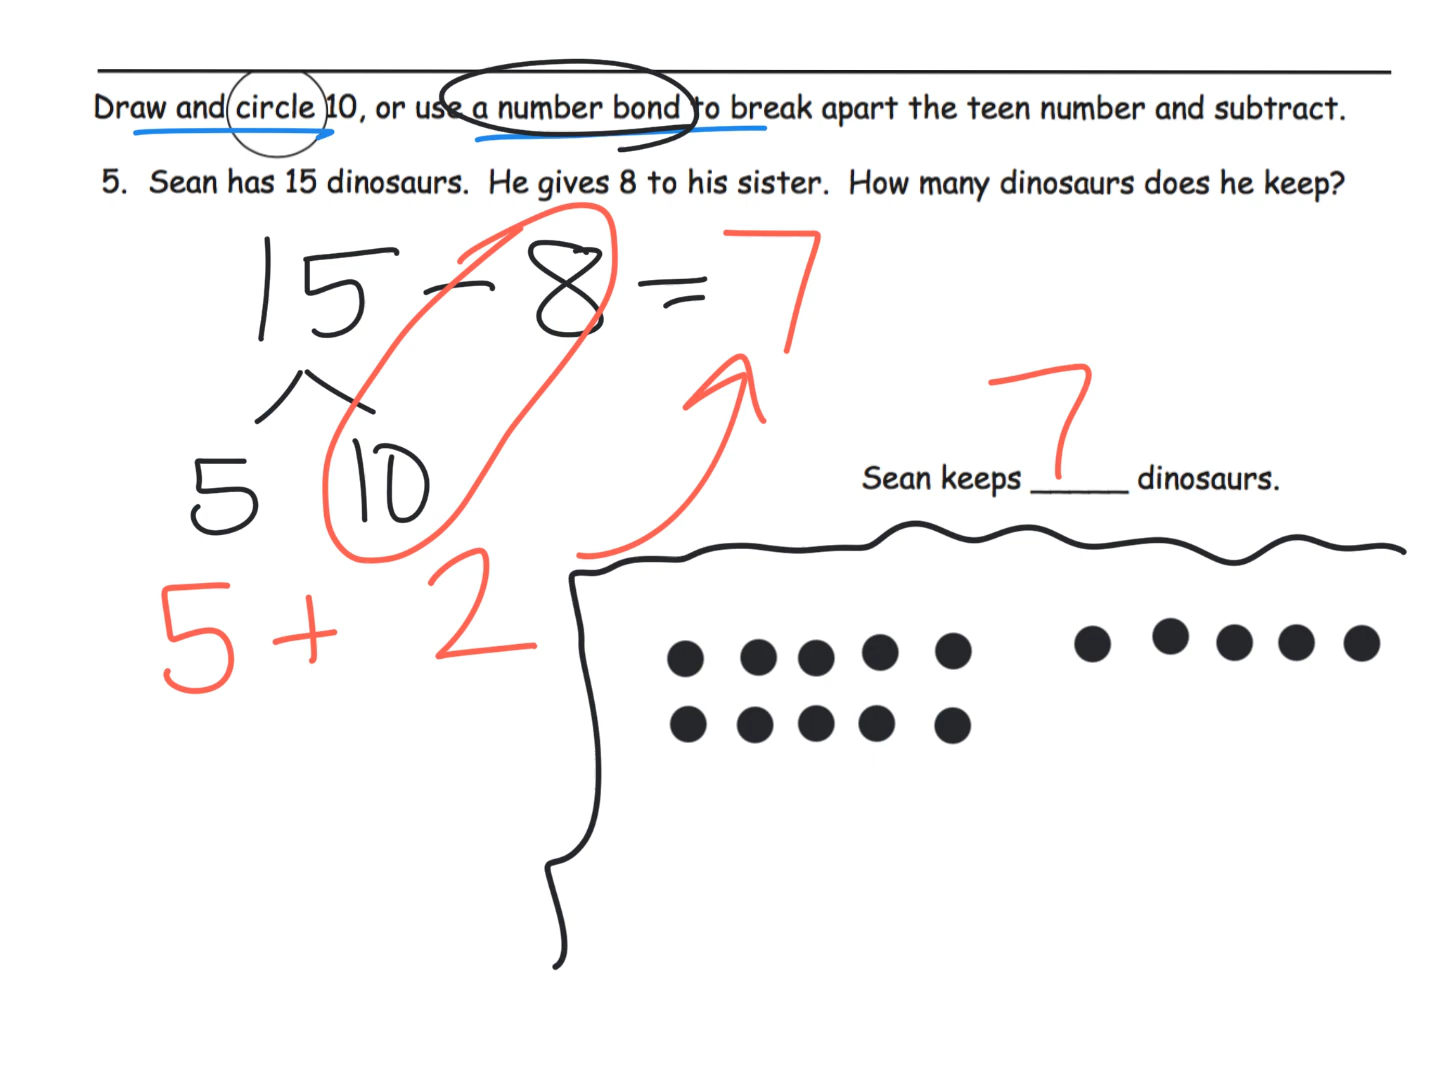 Draw and circle 10, or use a number bond to break apart the teen number and subtract.
5. Sean has 15 dinosaurs. He gives 8 to his sister. How many dinosaurs does he keep?
15 - 8 = 7
5 10
5 + 2
Sean keeps 7 dinosaurs.